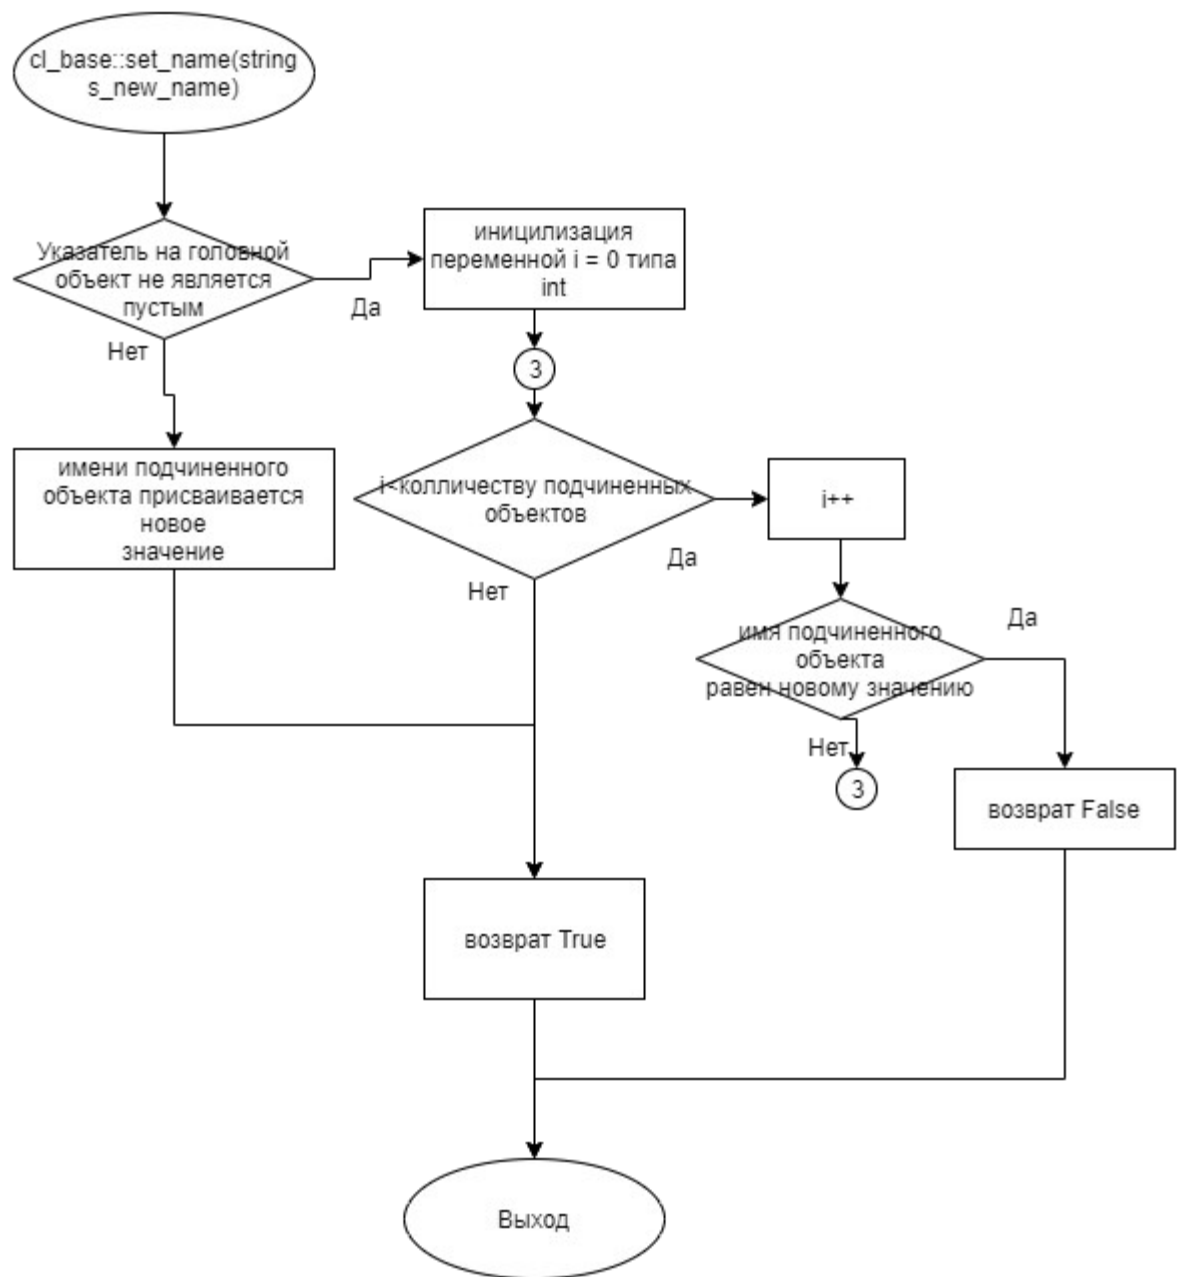 cl_base::set_name(string
s_new_name)
Указатель на головной
объект не является
пустым
Да
Нет
иницилизация
переменной i = 0 типа
int
3
имени подчиненного
объекта присваивается
новое
значение
i<колличеству подчиненных
объектов
Да
Нет
i++
имя подчиненного
объекта
равен новому значению
Да
Нет
3
возврат False
возврат True
Выход